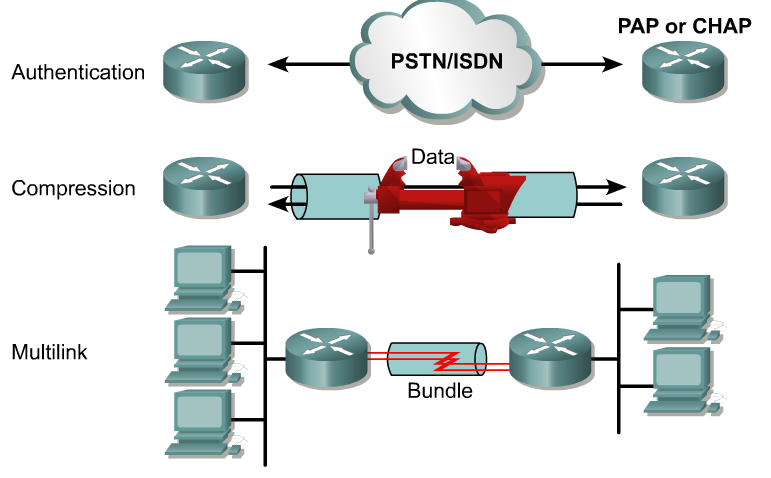 PAP or CHAP
Authentication
PSTN/ISDN
Compression
Data
Multilink
Bundle